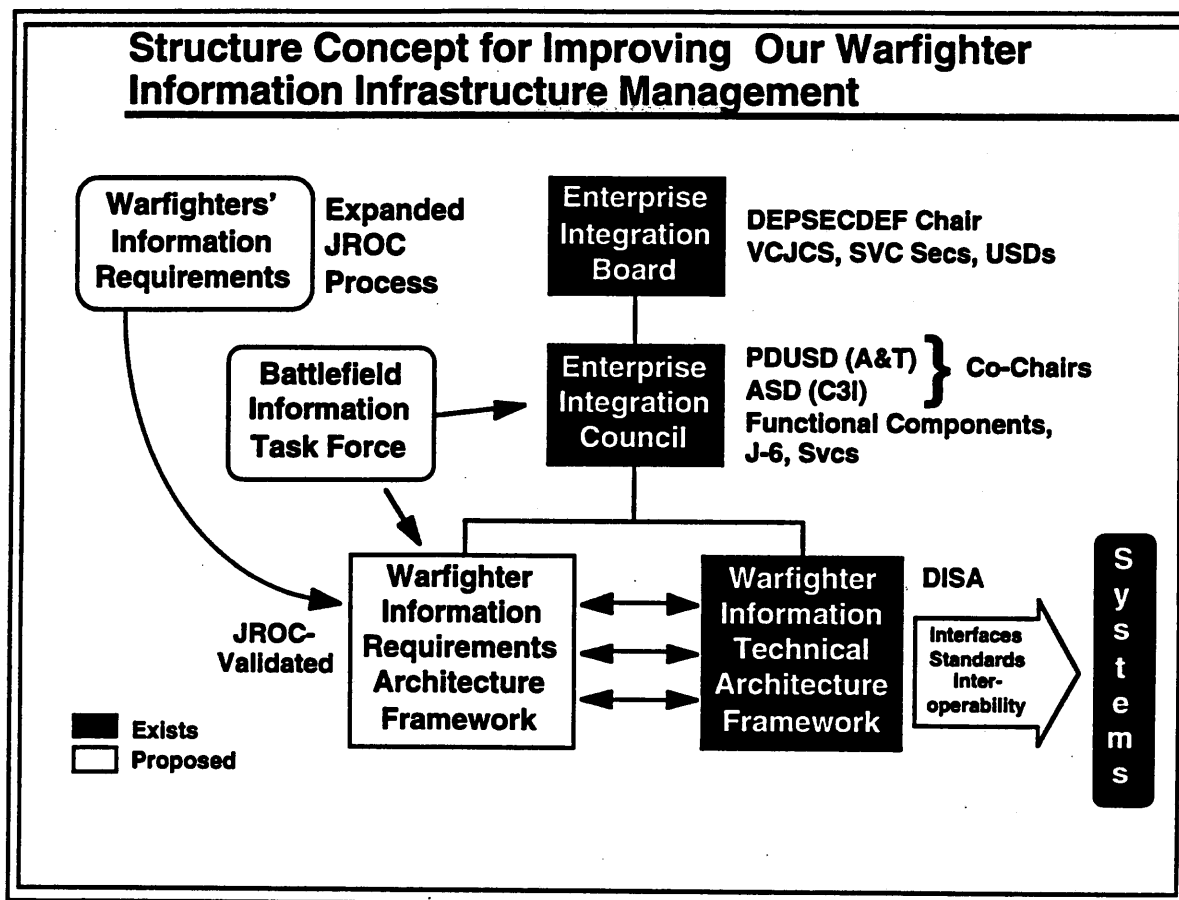 Structure Concept for Improving Our Warfighter
Information Infrastructure Management
Warfighters'
Information
Requirements
Expanded
JROC
Process
Enterprise
Integration
Board
DEPSECDEF Chair
VCJCS, SVC Secs, USDs
Battlefield
Information
Task Force
Enterprise
Integration
Council
PDUSD (A&T)
ASD (C3I)
} Co-Chairs
Functional Components,
J-6, Svcs
JROC-
Validated
Warfighter
Information
Requirements
Architecture
Framework
Warfighter
Information
Technical
Architecture
Framework
DISA
Interfaces
Standards
Inter-
operability
Systems
Exists
Proposed